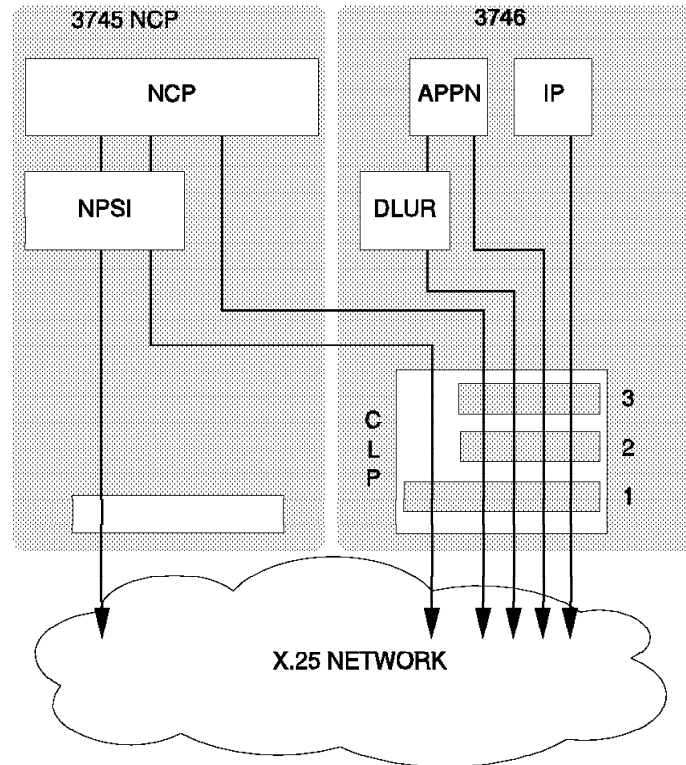 3745 NCP
3746
NCP
APPN
IP
NPSI
DLUR
C
L
P
3
2
1
X.25 NETWORK